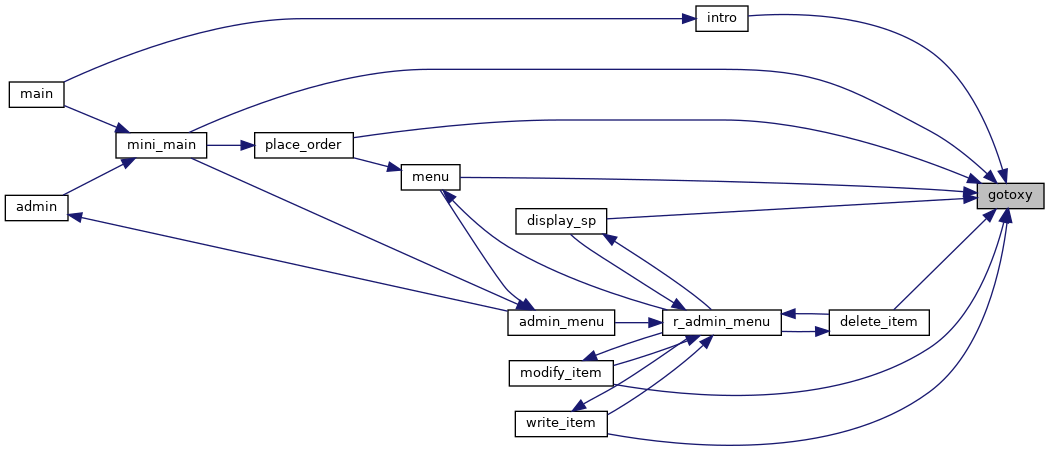 intro
main
mini_main
place_order
menu
gotoxy
admin
display_sp
admin_menu
r_admin_menu
delete_item
modify_item
write_item